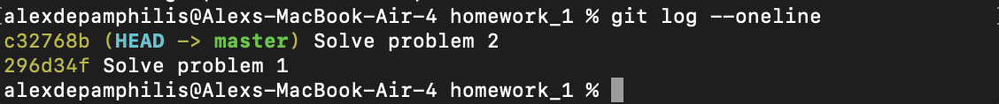 alexdepamphilis@Alexs-MacBook-Air-4 homework_1 % git log --oneline
c32768b (HEAD -> master) Solve problem 2
296d34f Solve problem 1
alexdepamphilis@Alexs-MacBook-Air-4 homework_1 %